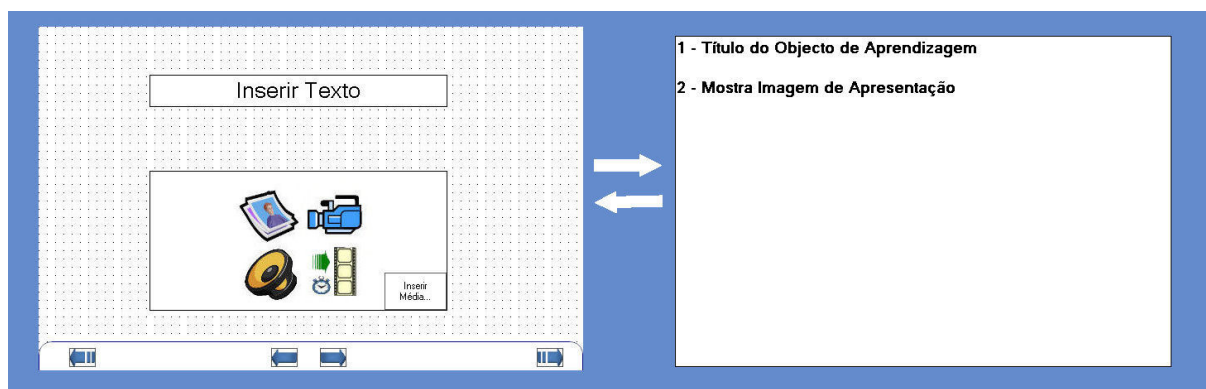 Inserir Texto
Inserir
Média...
1 - Título do Objecto de Aprendizagem
2 - Mostra Imagem de Apresentação